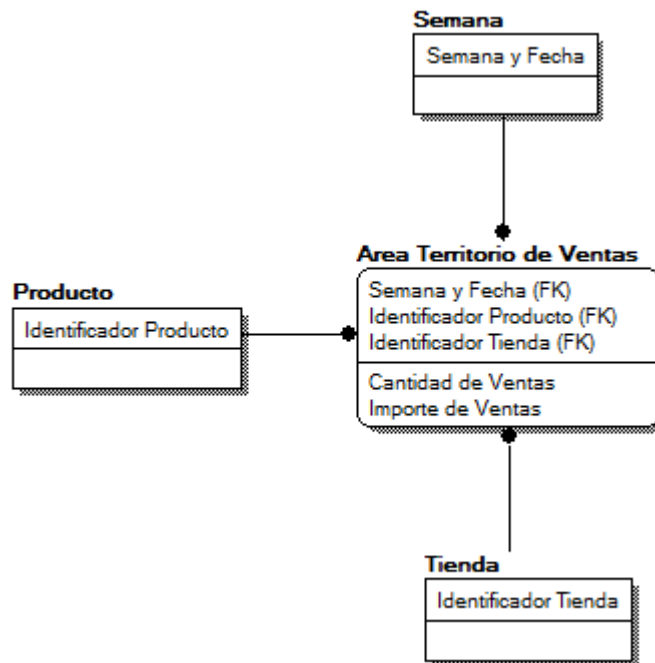 Semana
Semana y Fecha
Area Territorio de Ventas
Semana y Fecha (FK)
Identificador Producto (FK)
Identificador Tienda (FK)
Cantidad de Ventas
Importe de Ventas
Producto
Identificador Producto
Tienda
Identificador Tienda